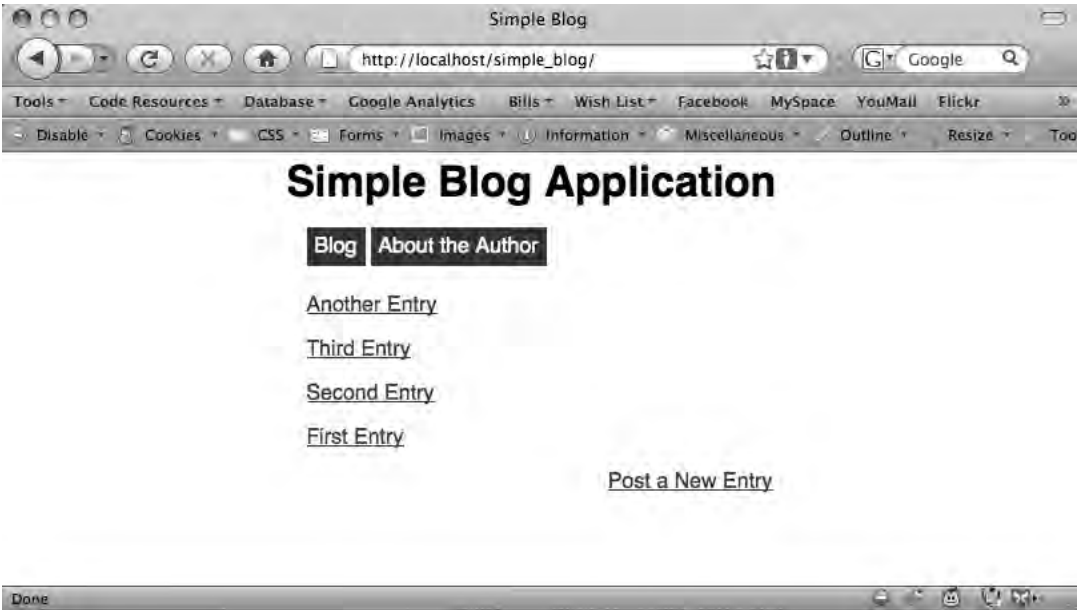 Simple Blog
http://localhost/simple_blog/
Google
Tools Code Resources Database Google Analytics Bills Wish List Facebook MySpace YouMail Flickr
Disable Cookies CSS Forms Images Information Miscellaneous Outline Resize Too
Simple Blog Application
Blog About the Author
Another Entry
Third Entry
Second Entry
First Entry
Post a New Entry
Done